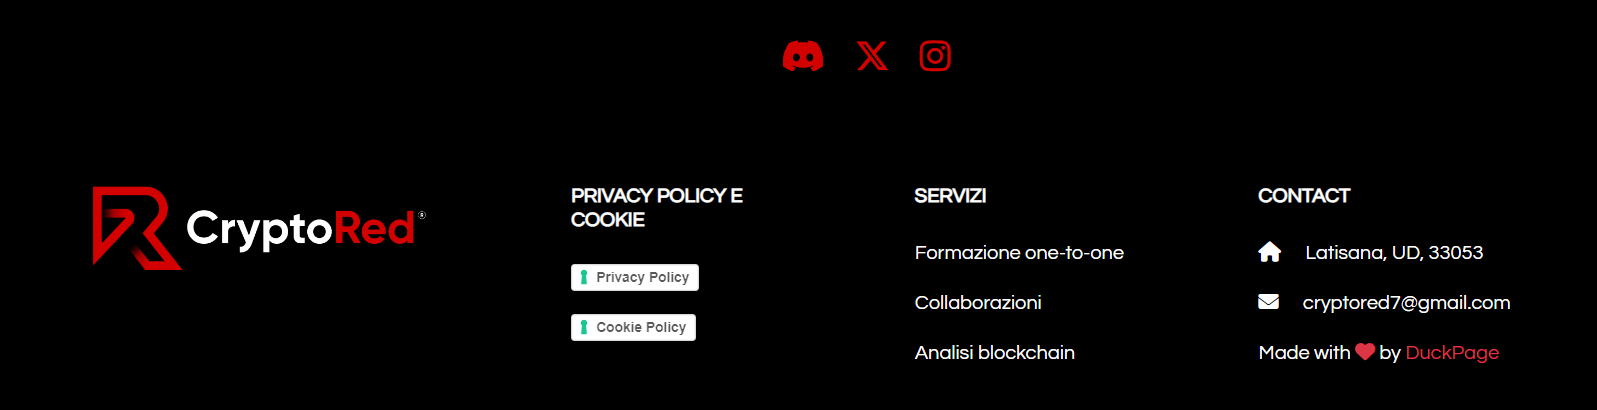 CryptoRed®
PRIVACY POLICY E
COOKIE
Privacy Policy
Cookie Policy
SERVIZI
Formazione one-to-one
Collaborazioni
Analisi blockchain
CONTACT
Latisana, UD, 33053
cryptored7@gmail.com
Made with ❤ by DuckPage